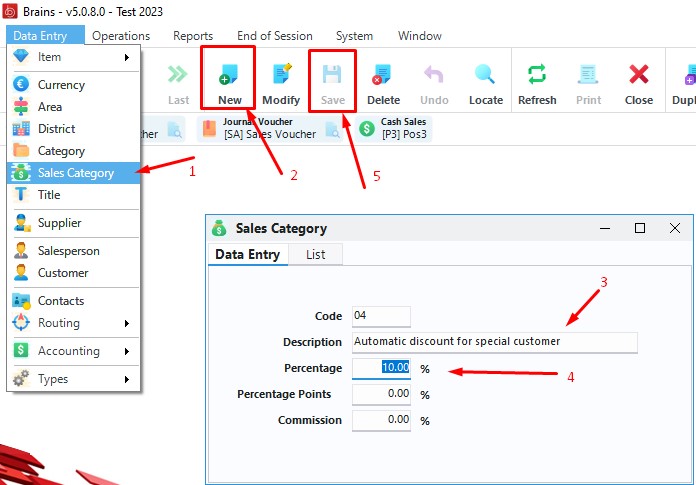 Brains - v5.0.8.0 - Test 2023
Data Entry Operations Reports End of Session System Window
Item
Currency
Area
District
Category
Sales Category
Title
Supplier
Salesperson
Customer
Contacts
Routing
Accounting
Types
Last New Modify Save Delete Undo Locate Refresh Print Close
Journal Voucher
[SA] Sales Voucher
Cash Sales
[P3] Pos3
1
2
5
Sales Category
Data Entry List
3
Code 04
Description Automatic discount for special customer
Percentage 10.00 %
4
Percentage Points 0.00 %
Commission 0.00 %